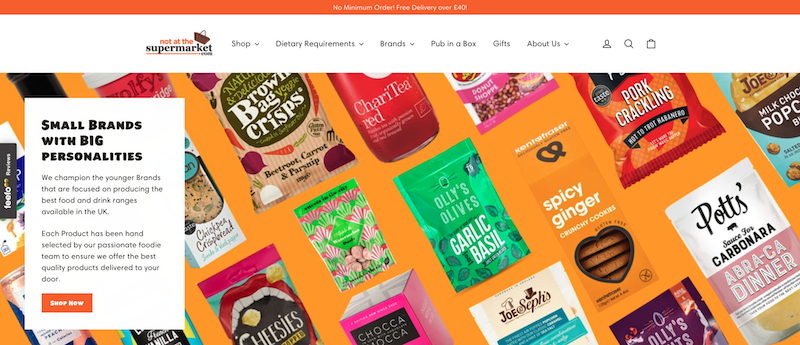 No Minimum Order! Free Delivery over £40!
not at the
supermarket
.com
Shop
Dietary Requirements
Brands
Pub in a Box
Gifts
About Us
Small Brands
with BIG
personalities
We champion the younger Brands
that are focused on producing the
best food and drink ranges
available in the UK.
Each Product has been hand
selected by our passionate foodie
team to ensure we offer the best
quality products delivered to your
door.
Shop Now
feefo
Reviews
Brown
Bag
Crisps
Beetroot, Carrot
& Parsnip
ChariTea
red
DONUT
SHOPPE
PORK
CRACKLING
HOT TO TROT HABANERO
JOE & SEPH'S
MILK CHOC
POPC
Chickpea
Crispbread
OLLY'S
OLIVES
GARLIC
& BASIL
kent & fraser
spicy
ginger
CRUNCHY COOKIES
GLUTEN FREE
Potts'
Sauce For
CARBONARA
ABRA-CA
DINNER
CHEESIES
CHOCCA
MOCCA
JOE & SEPH'S
OLLY'S